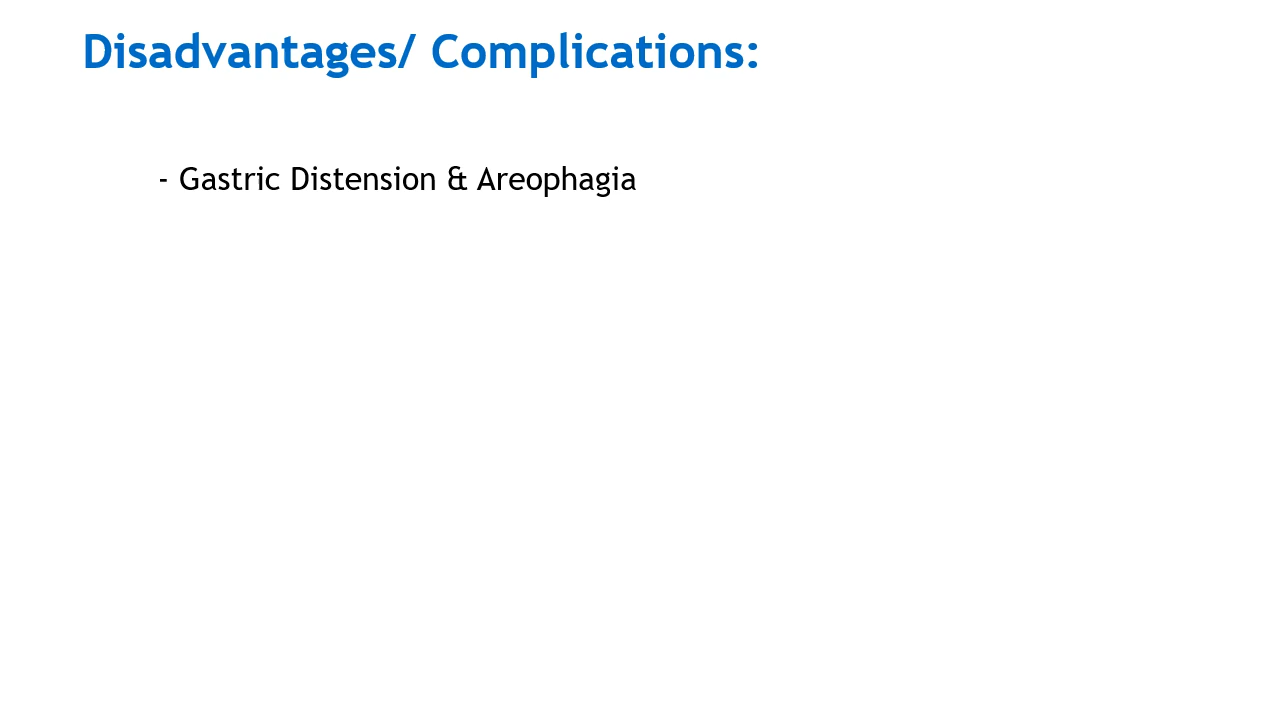 Disadvantages/ Complications:
- Gastric Distension & Areophagia